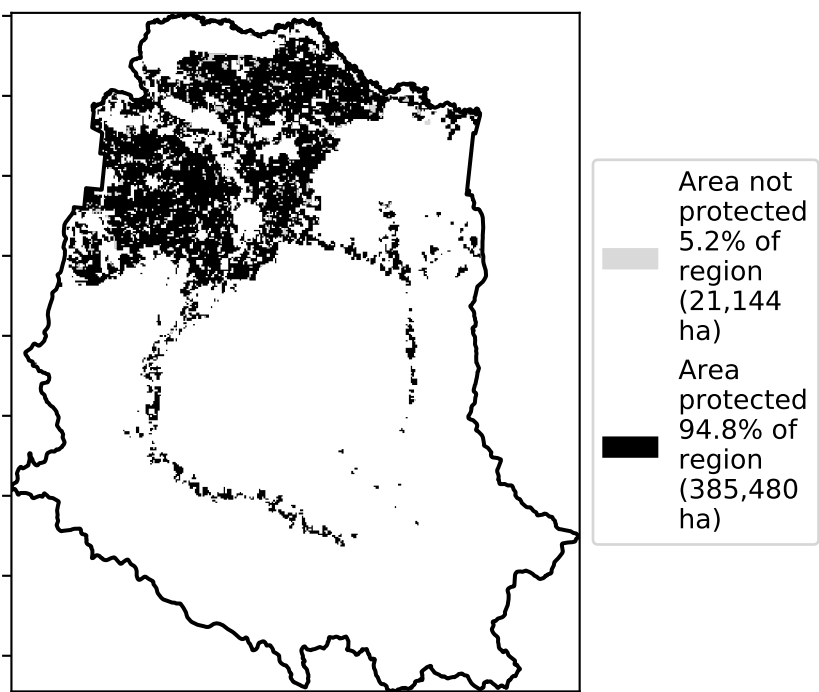 Area not
protected
5.2% of
region
(21,144
ha)
Area
protected
94.8% of
region
(385,480
ha)